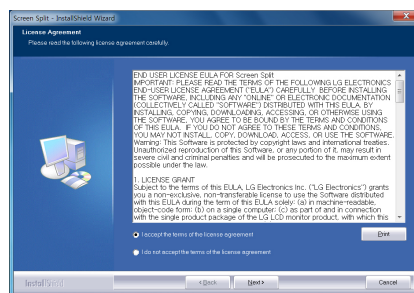 Screen Split - InstallShield Wizard
License Agreement
Please read the following license agreement carefully.
END USER LICENSE EULA FOR Screen Split
IMPORTANT: PLEASE READ THE TERMS OF THE FOLLOWING LG ELECTRONICS
END-USER LICENSE AGREEMENT ("EULA") CAREFULLY BEFORE INSTALLING
THE SOFTWARE, INCLUDING ANY "ONLINE" OR ELECTRONIC DOCUMENTATION
(COLLECTIVELY CALLED "SOFTWARE") DISTRIBUTED WITH THIS EULA. BY
INSTALLING, COPYING, DOWNLOADING, ACCESSING, OR OTHERWISE USING
THE SOFTWARE, YOU AGREE TO BE BOUND BY THE TERMS AND CONDITIONS
OF THIS EULA. IF YOU DO NOT AGREE TO THESE TERMS AND CONDITIONS,
YOU MAY NOT INSTALL, COPY, DOWNLOAD, ACCESS, OR USE THE SOFTWARE.
Warning: This Software is protected by copyright laws and international treaties.
Unauthorized reproduction of this Software, or any portion of it, may result in
severe civil and criminal penalties and will be prosecuted to the maximum extent
possible under the law.
1. LICENSE GRANT
Subject to the terms of this EULA, LG Electronics Inc. ("LG Electronics") grants
you a non-exclusive, non-transferable license to use the Software distributed
with this EULA during the term of this EULA solely: (a) in machine-readable,
object-code form; (b) on a single computer; (c) as part of and in connection
with the single product package of the LG LCD monitor product, with which this
I accept the terms of the license agreement
Print
I do not accept the terms of the license agreement
InstallShield
< Back
Next >
Cancel